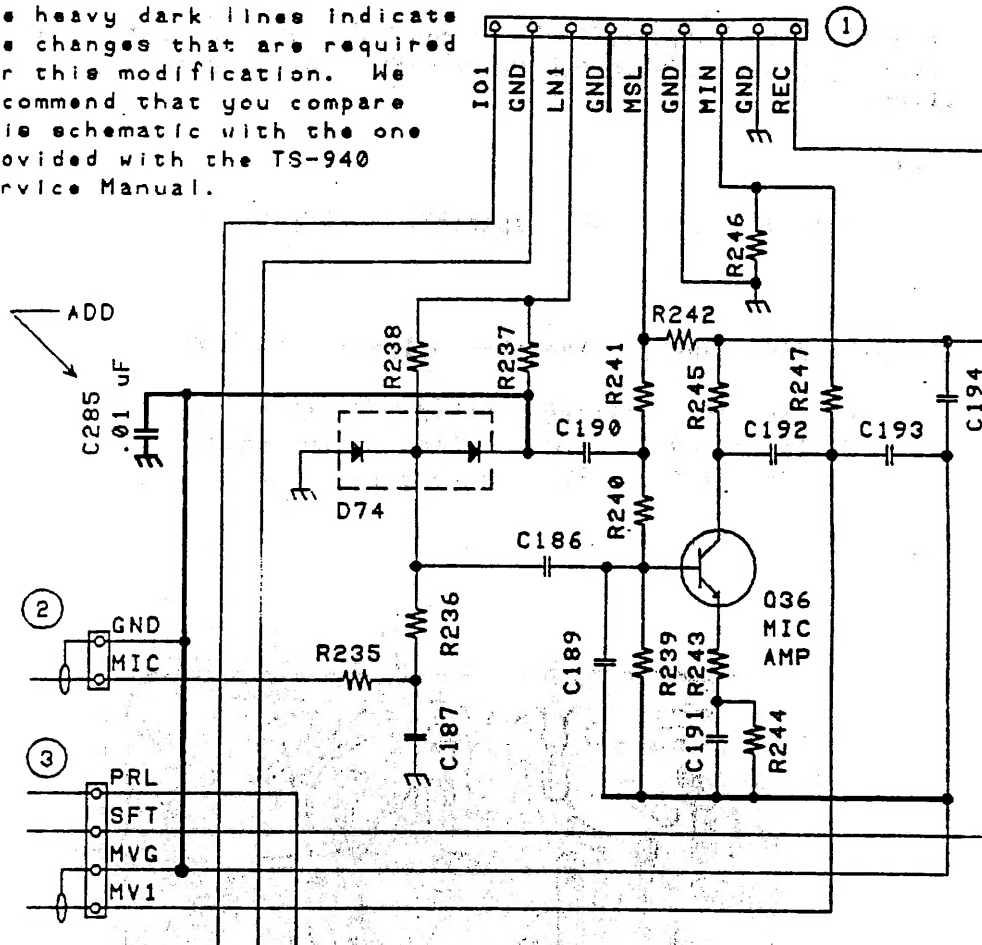 e heavy dark lines indicate
e changes that are required
r this modification. We
commend that you compare
is schematic with the one
ovided with the TS-940
rvice Manual.
1
IO1
GND
LN1
GND
MSL
GND
MIN
GND
REC
R246
ADD
R238
R237
R242
R241
R245
R247
C194
C285
.01 uF
C190
C192
C193
D74
R240
C186
Q36
MIC
AMP
2
GND
MIC
R235
R236
C189
R239
R243
C187
C191
R244
3
PRL
SFT
MVG
MV1